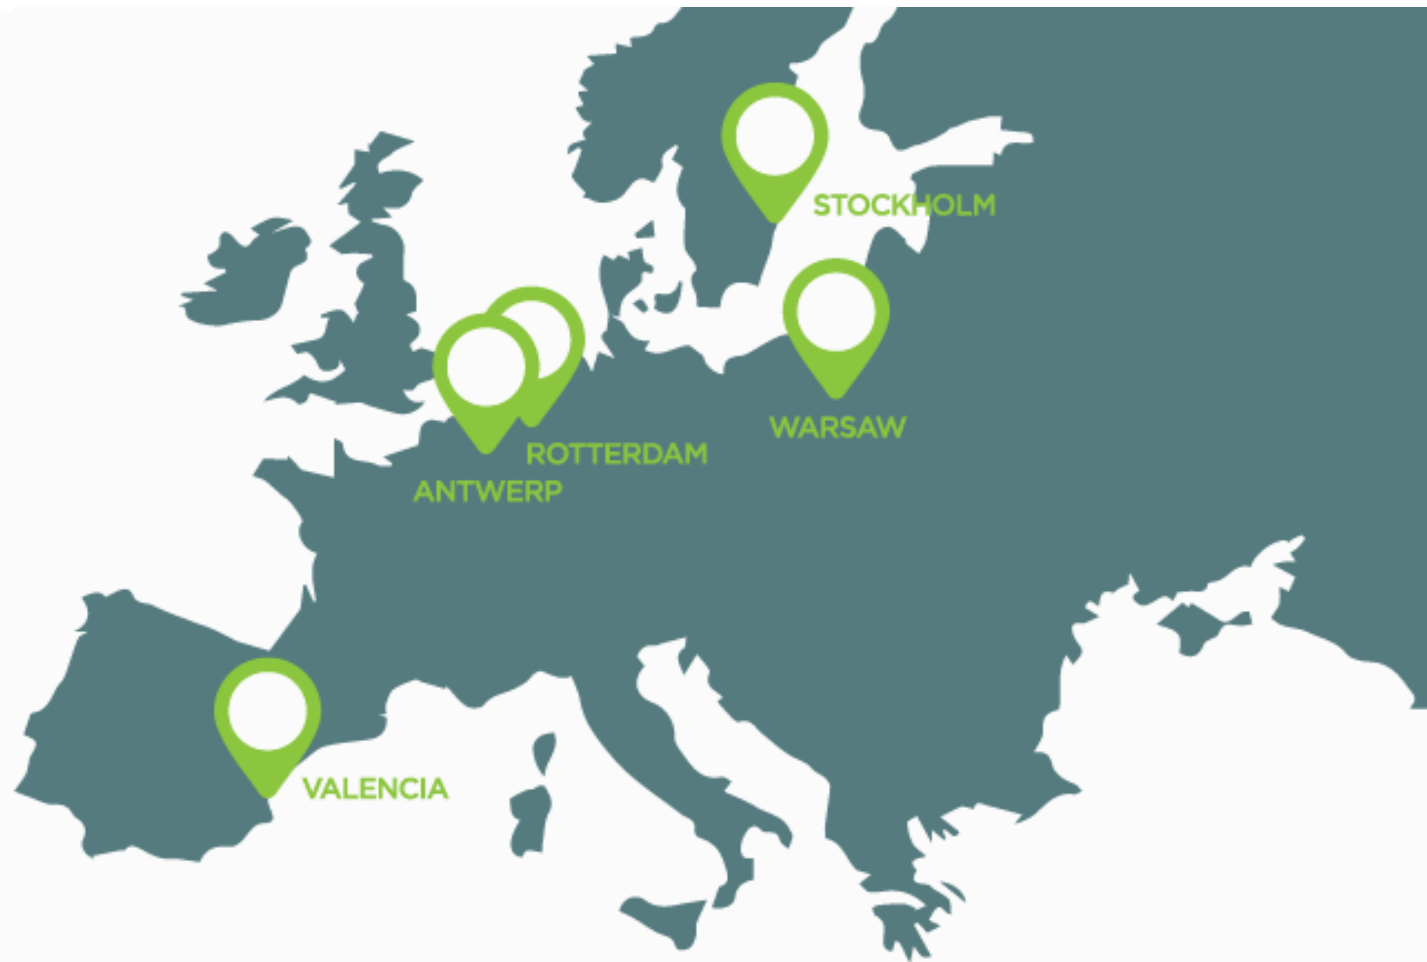 STOCKHOLM
WARSAW
ROTTERDAM
ANTWERP
VALENCIA